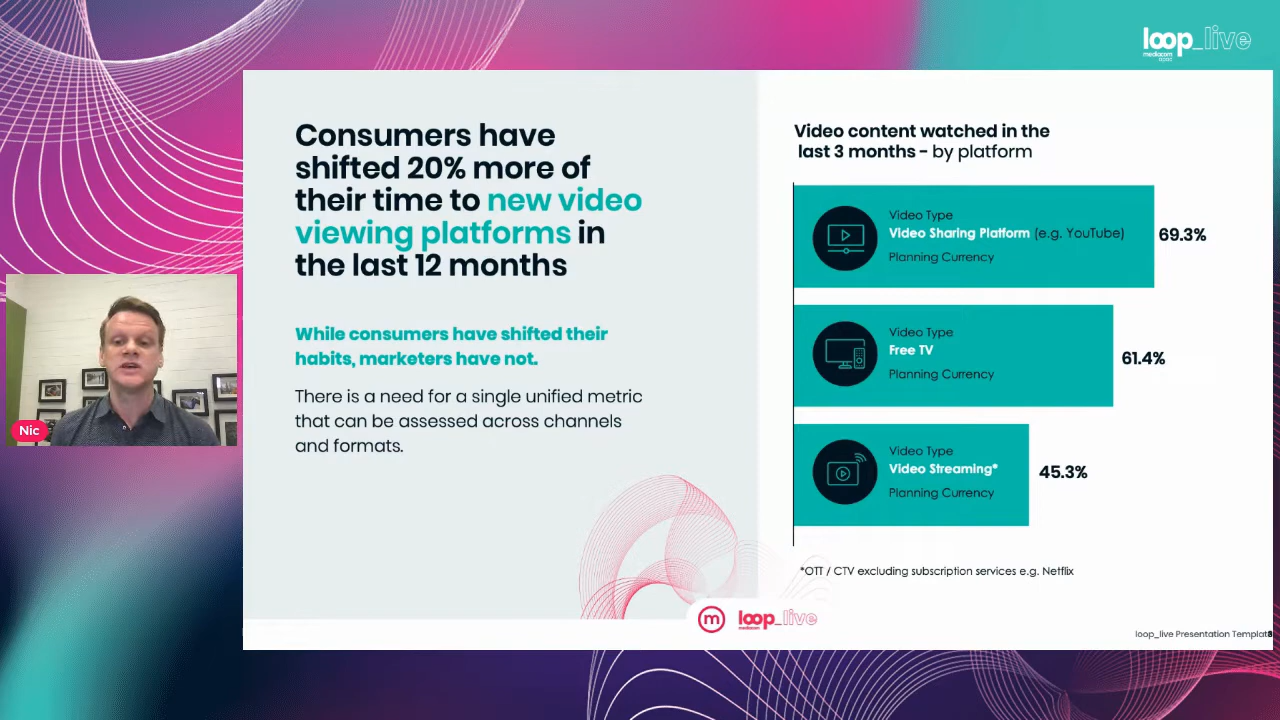 loop_live
mediacom
apac
Consumers have
shifted 20% more of
their time to new video
viewing platforms in
the last 12 months
While consumers have shifted their
habits, marketers have not.
There is a need for a single unified metric
that can be assessed across channels
and formats.
Video content watched in the
last 3 months - by platform
Video Type
Video Sharing Platform (e.g. YouTube)
Planning Currency
69.3%
Video Type
Free TV
Planning Currency
61.4%
Video Type
Video Streaming*
Planning Currency
45.3%
*OTT / CTV excluding subscription services e.g. Netflix
Nic
m
loop_live
mediacom
loop_live Presentation Template